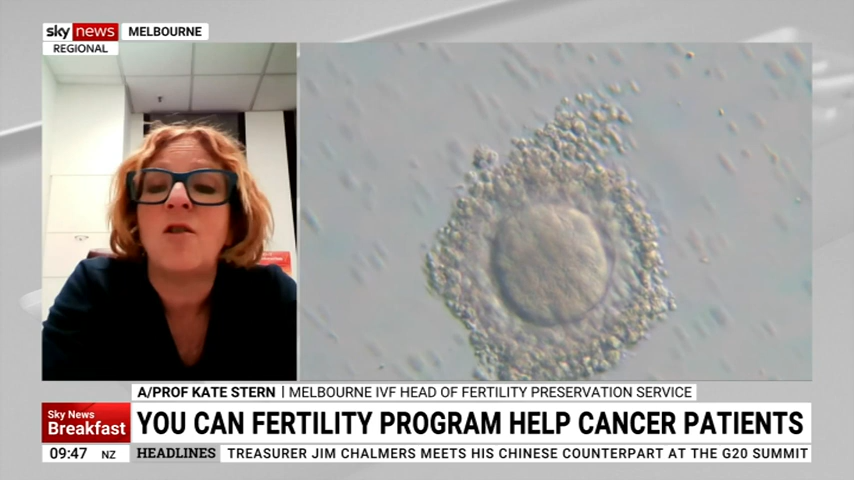 sky news
MELBOURNE
REGIONAL
A/PROF KATE STERN | MELBOURNE IVF HEAD OF FERTILITY PRESERVATION SERVICE
Sky News
Breakfast
YOU CAN FERTILITY PROGRAM HELP CANCER PATIENTS
09:47 NZ
HEADLINES
TREASURER JIM CHALMERS MEETS HIS CHINESE COUNTERPART AT THE G20 SUMMIT